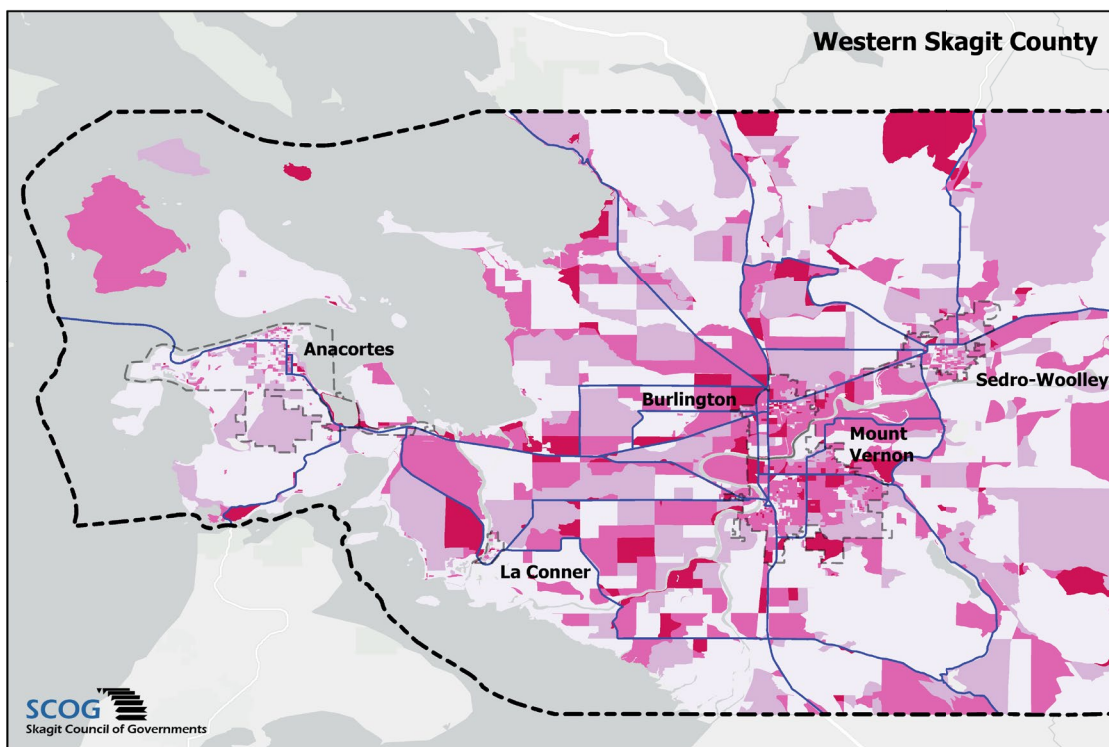 Western Skagit County
Anacortes
Sedro-Woolley
Burlington
Mount
Vernon
La Conner
SCOG
Skagit Council of Governments